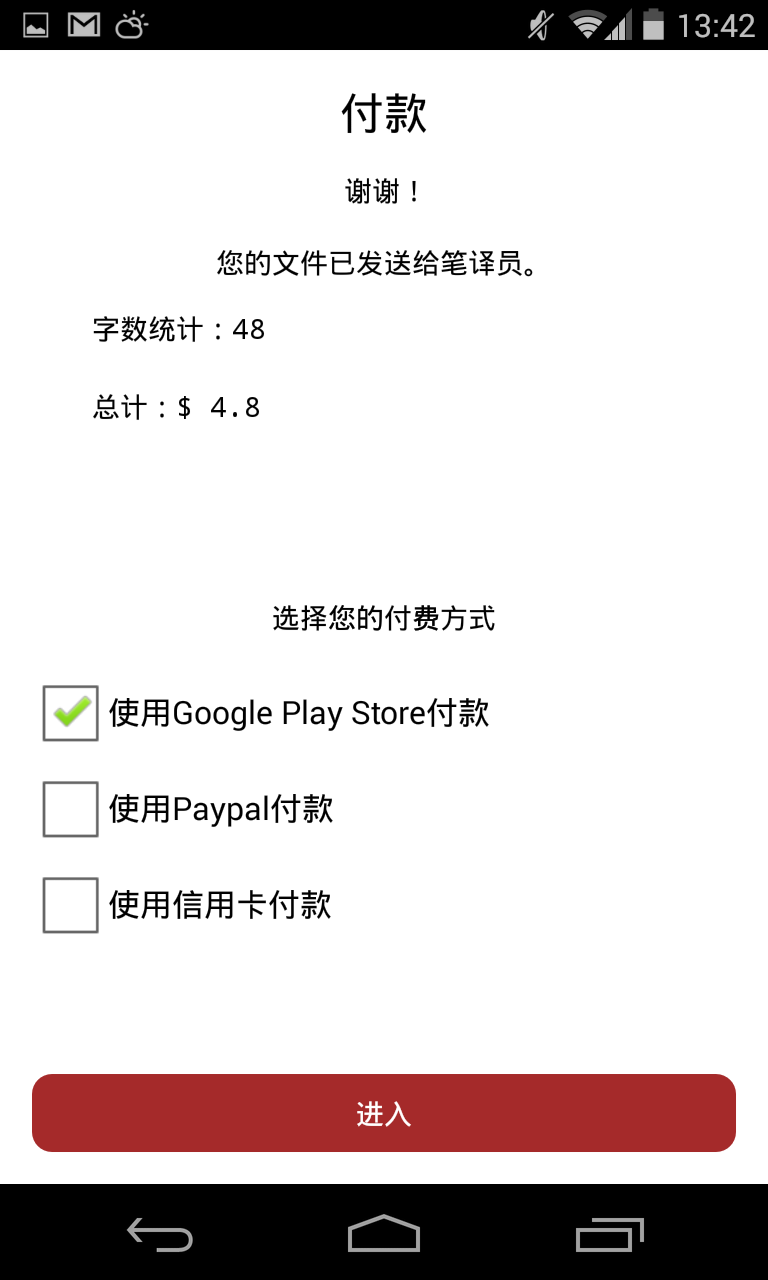 13:42
付款
谢谢！
您的文件已发送给笔译员。
字数统计：48
总计：$ 4.8
选择您的付费方式
使用Google Play Store付款
使用Paypal付款
使用信用卡付款
进入